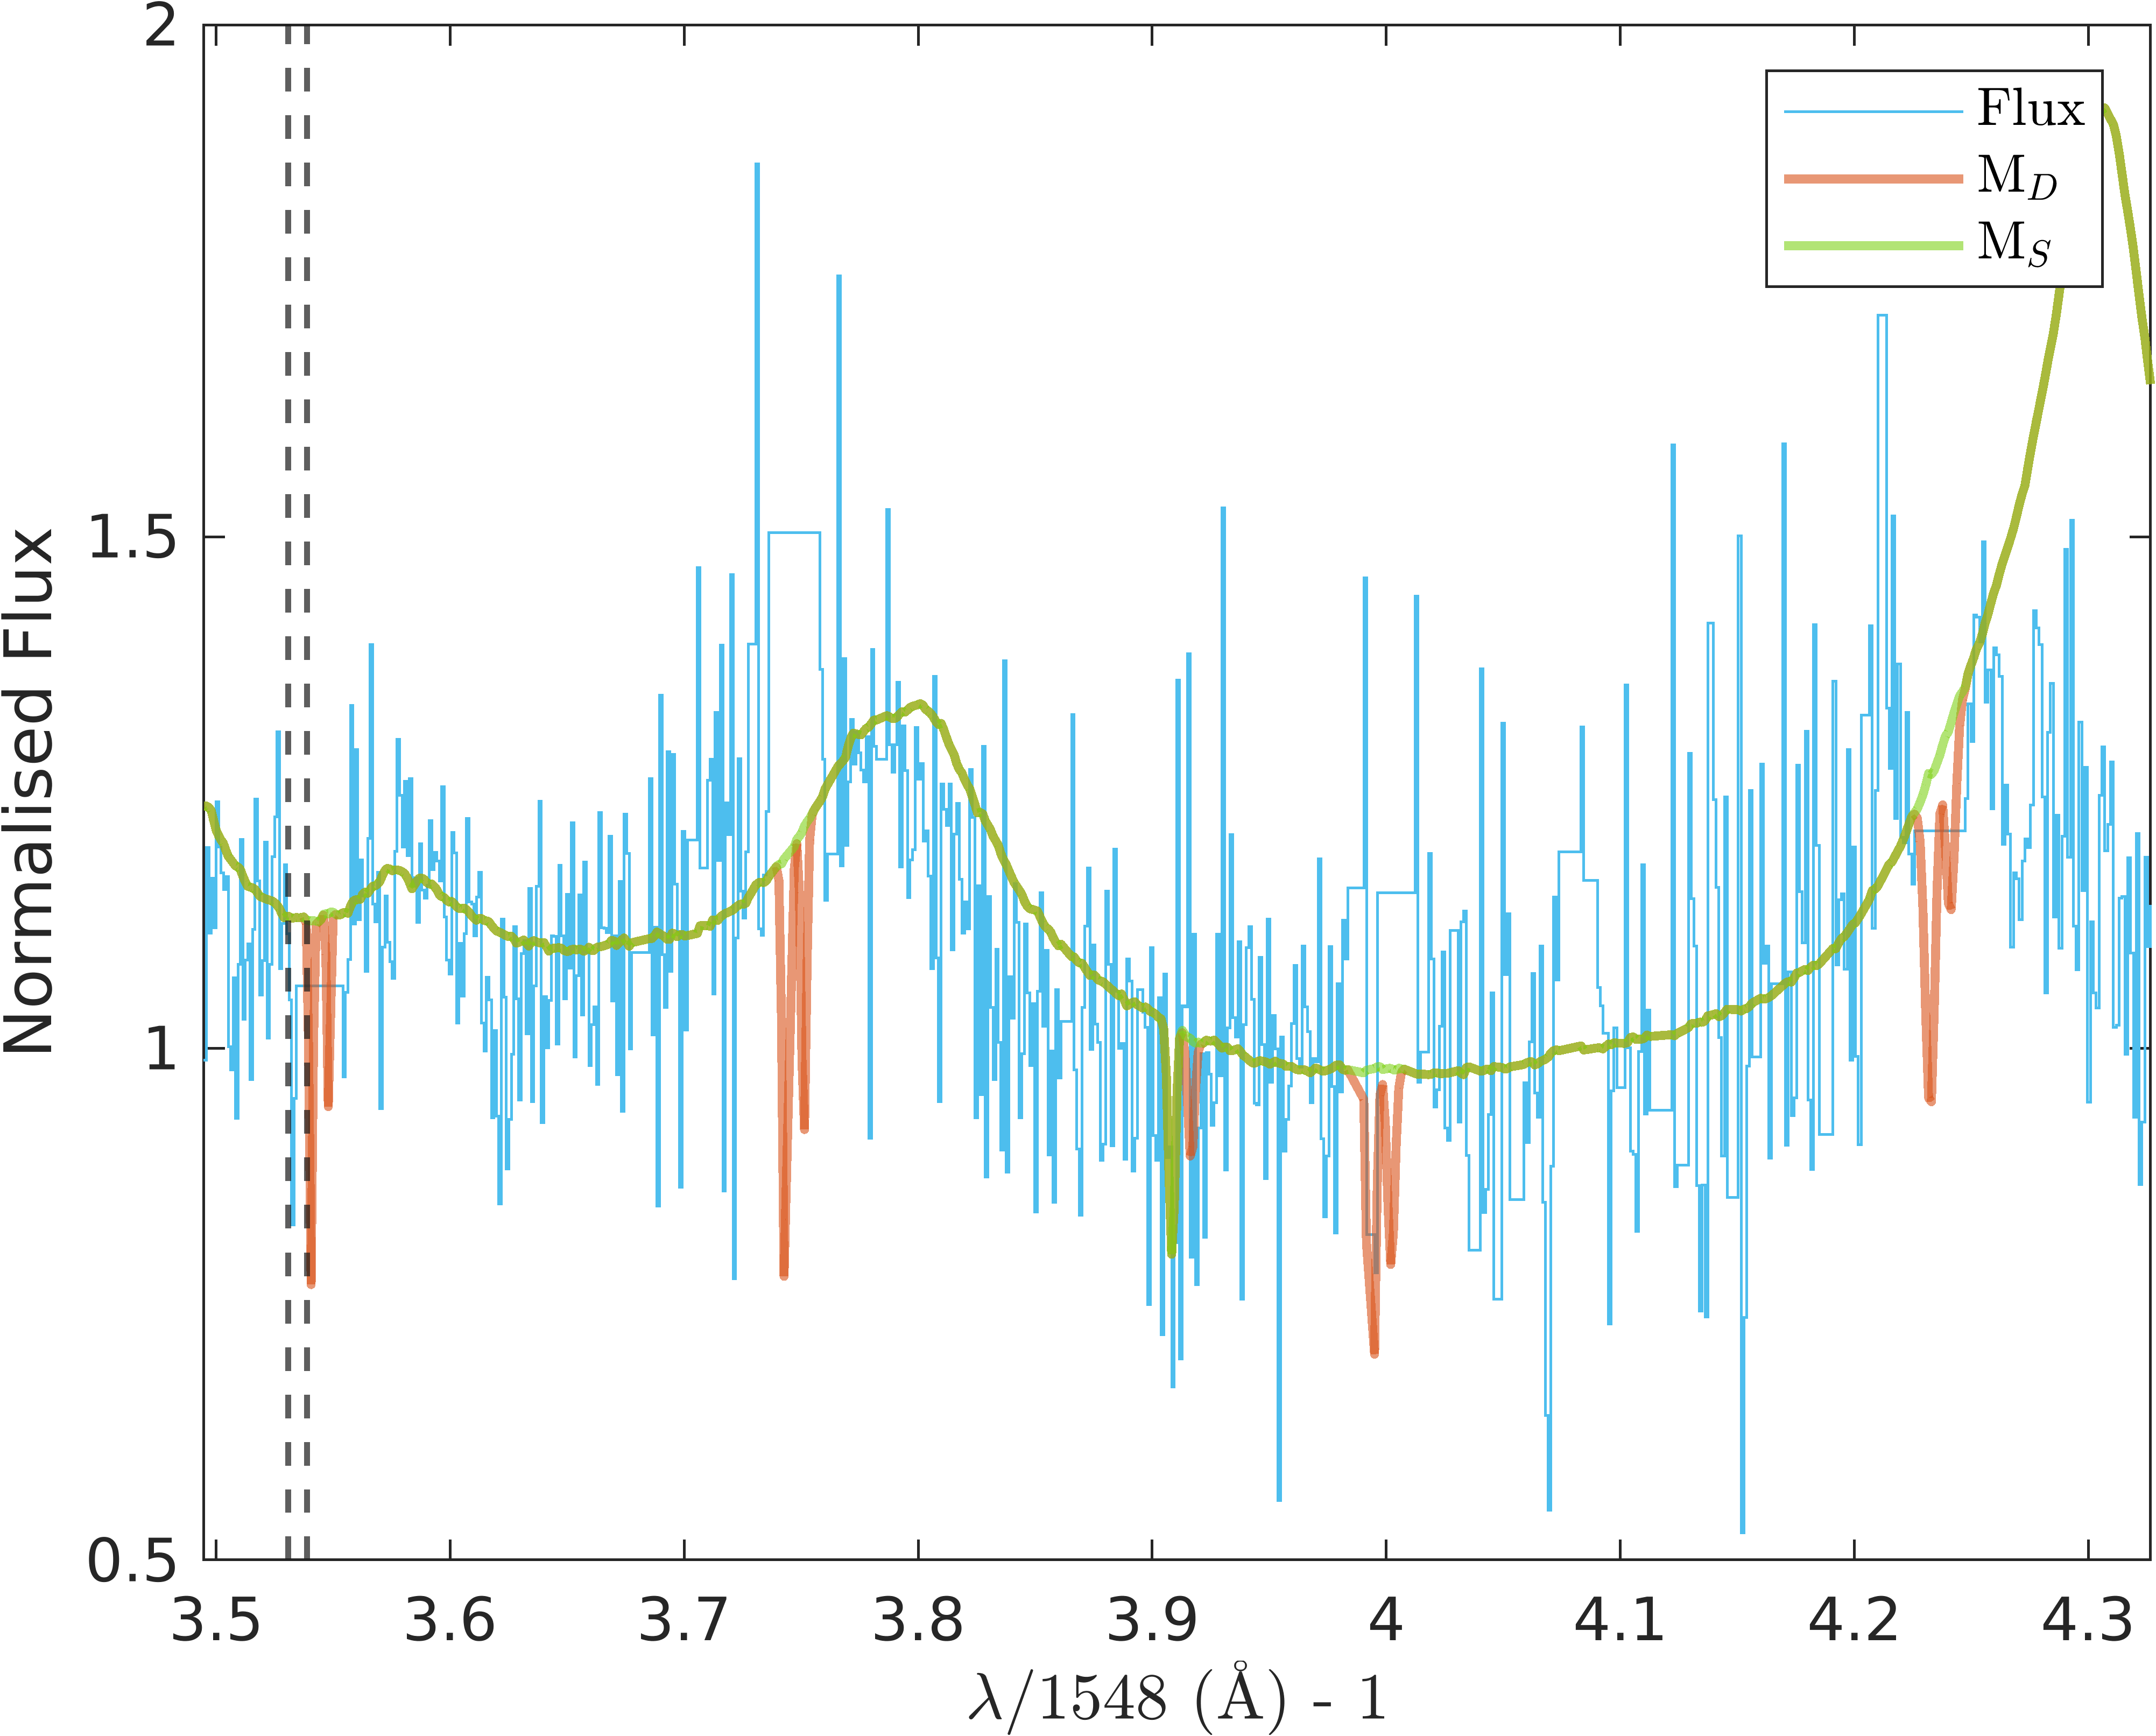 2
1.5
1
0.5
Normalised Flux
Flux
M_D
M_S
3.5 3.6 3.7 3.8 3.9 4 4.1 4.2 4.3
λ/1548 (Å) - 1